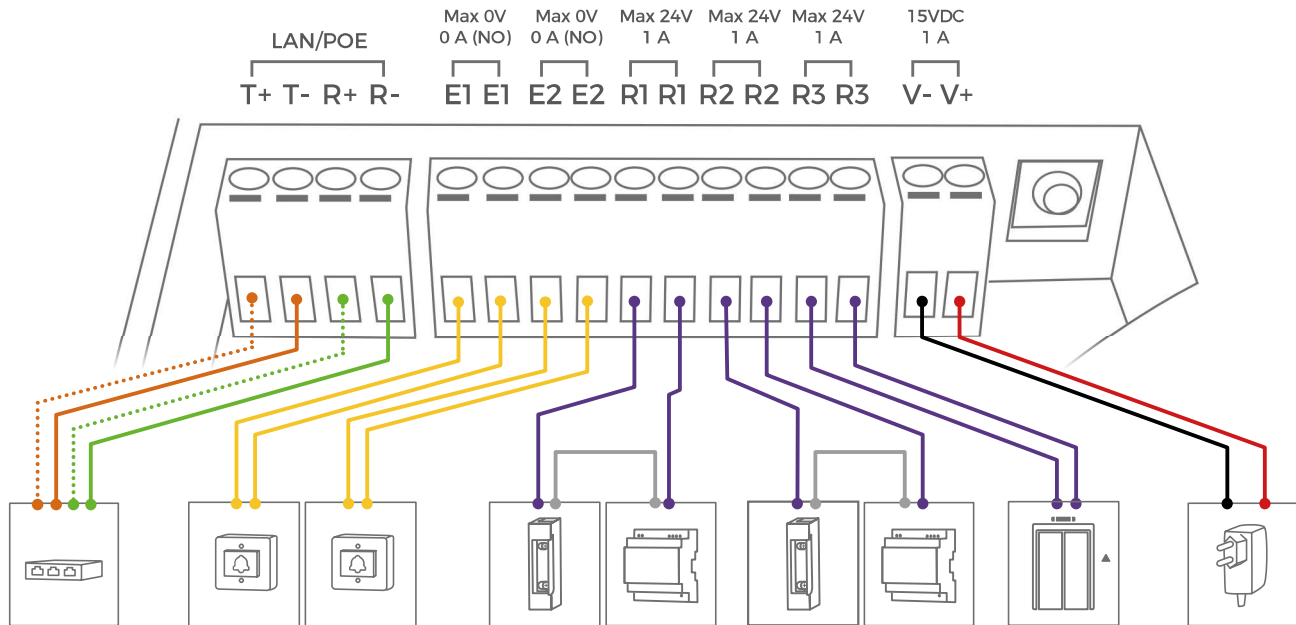 Max 0V Max 0V Max 24V Max 24V Max 24V 15VDC
LAN/POE 0 A (NO) 0 A (NO) 1 A 1 A 1 A 1 A
T+ T- R+ R- E1 E1 E2 E2 R1 R1 R2 R2 R3 R3 V- V+